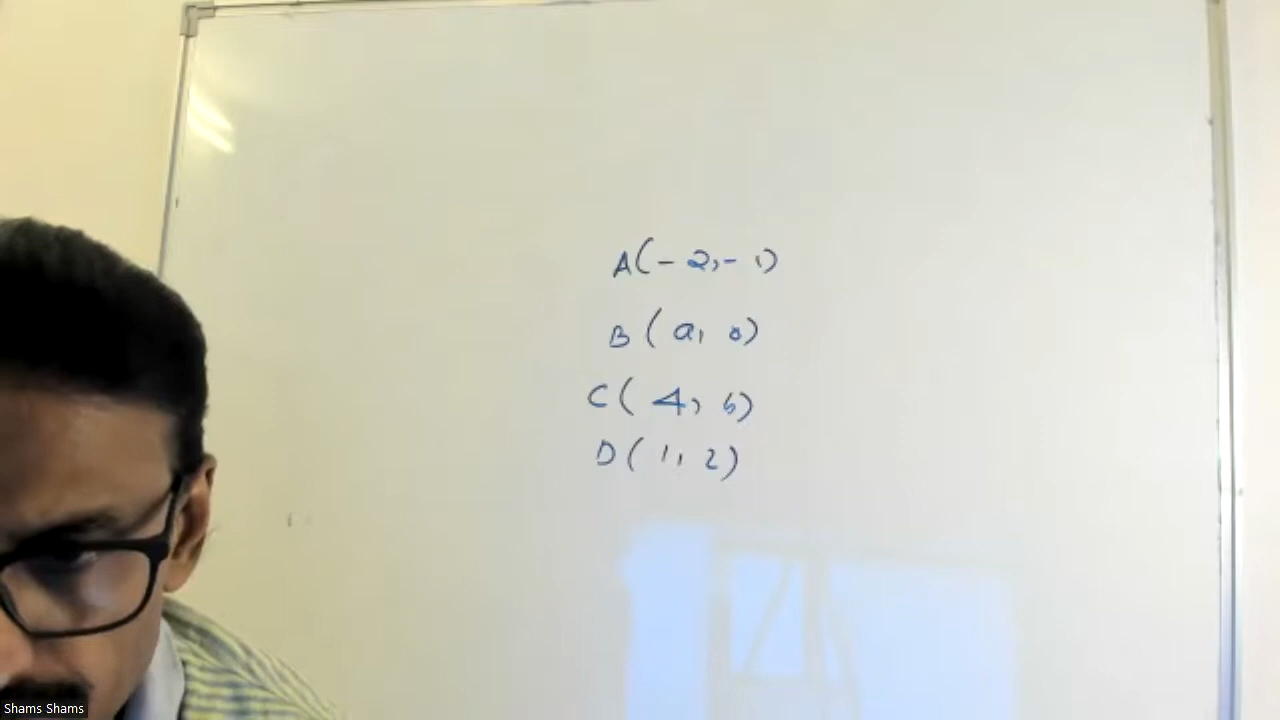 A(-2,-1)
B(a, 0)
C(4, b)
D(1, 2)
Shams Shams